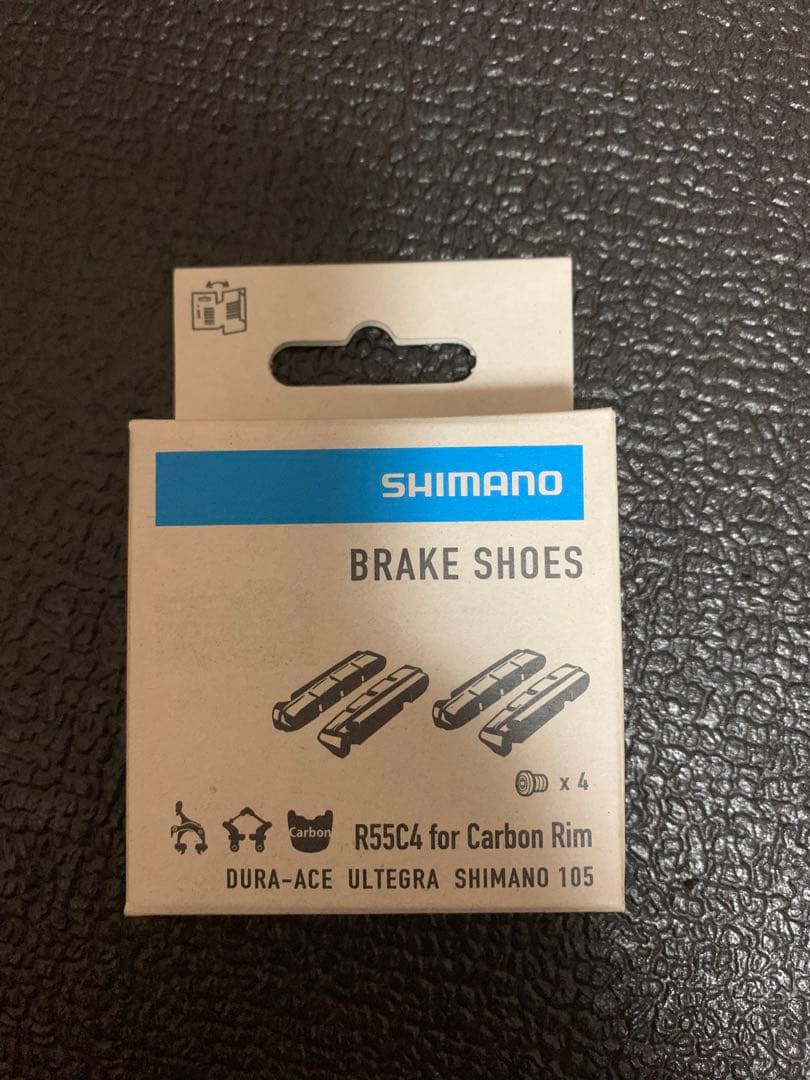 SHIMANO
BRAKE SHOES
x 4
Carbon
R55C4 for Carbon Rim
DURA-ACE ULTEGRA SHIMANO 105